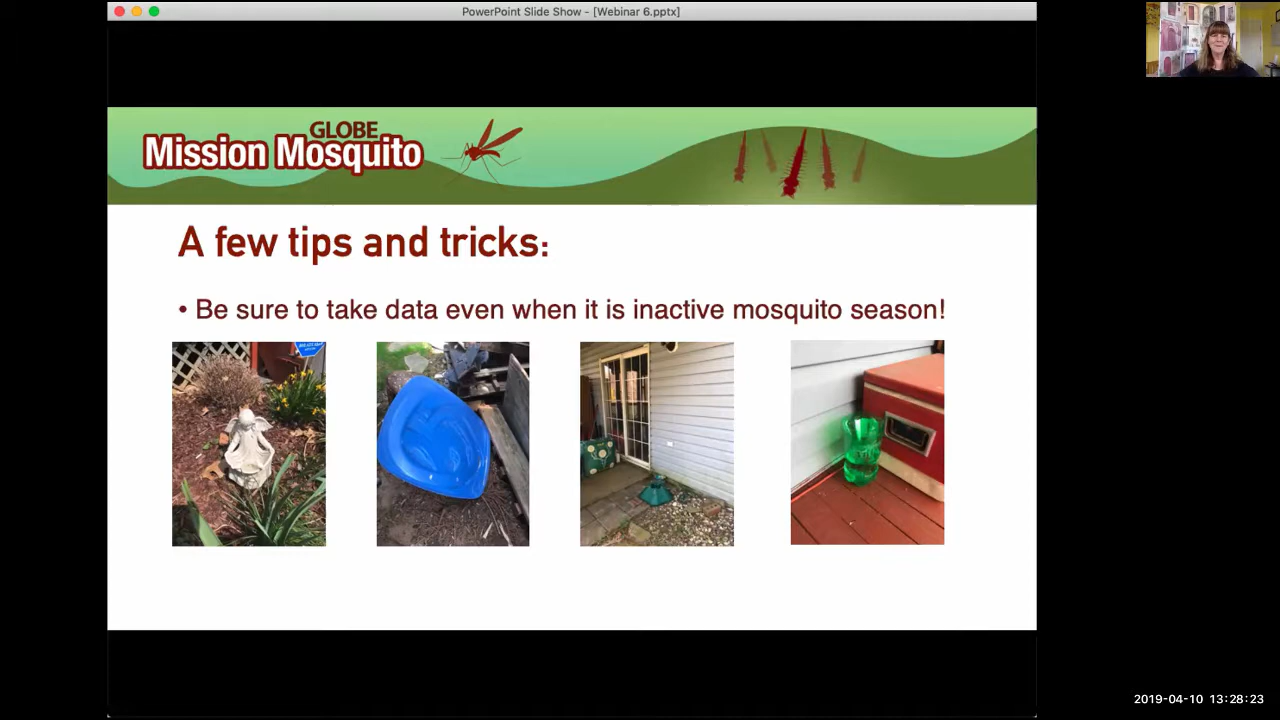 PowerPoint Slide Show - [Webinar 6.pptx]
GLOBE
Mission Mosquito
A few tips and tricks:
• Be sure to take data even when it is inactive mosquito season!
2019-04-10 13:28:23